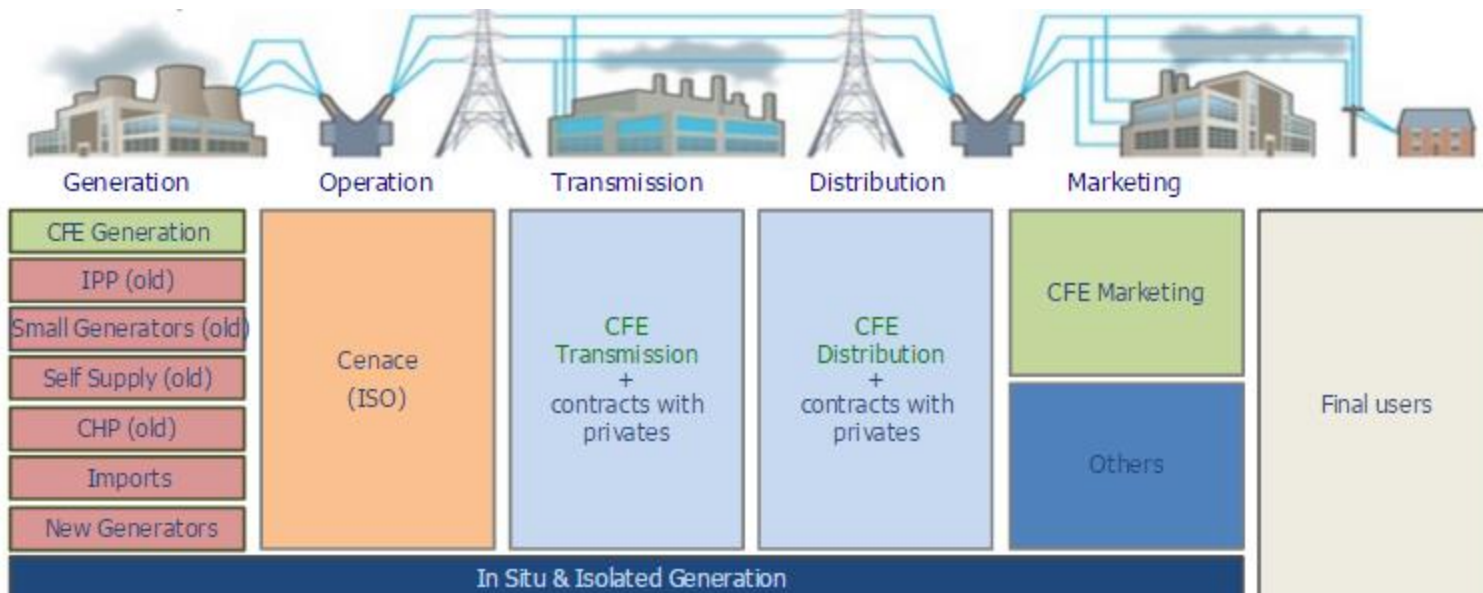 Generation
Operation
Transmission
Distribution
Marketing
CFE Generation
IPP (old)
Small Generators (old)
Self Supply (old)
CHP (old)
Imports
New Generators
Cenace
(ISO)
CFE
Transmission
+
contracts with
privates
CFE
Distribution
+
contracts with
privates
CFE Marketing
Others
Final users
In Situ & Isolated Generation